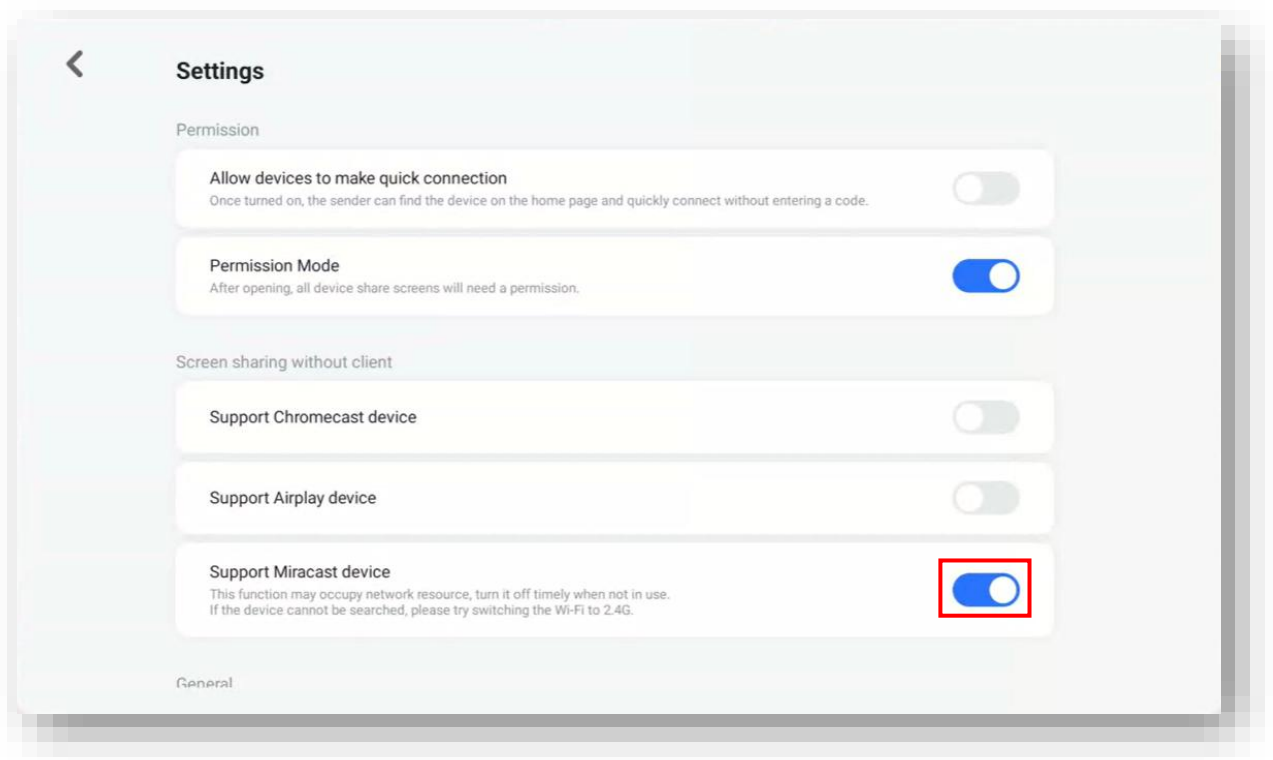 Settings
Permission
Allow devices to make quick connection
Once turned on, the sender can find the device on the home page and quickly connect without entering a code.
Permission Mode
After opening, all device share screens will need a permission.
Screen sharing without client
Support Chromecast device
Support Airplay device
Support Miracast device
This function may occupy network resource, turn it off timely when not in use.
If the device cannot be searched, please try switching the Wi-Fi to 2.4G.
General